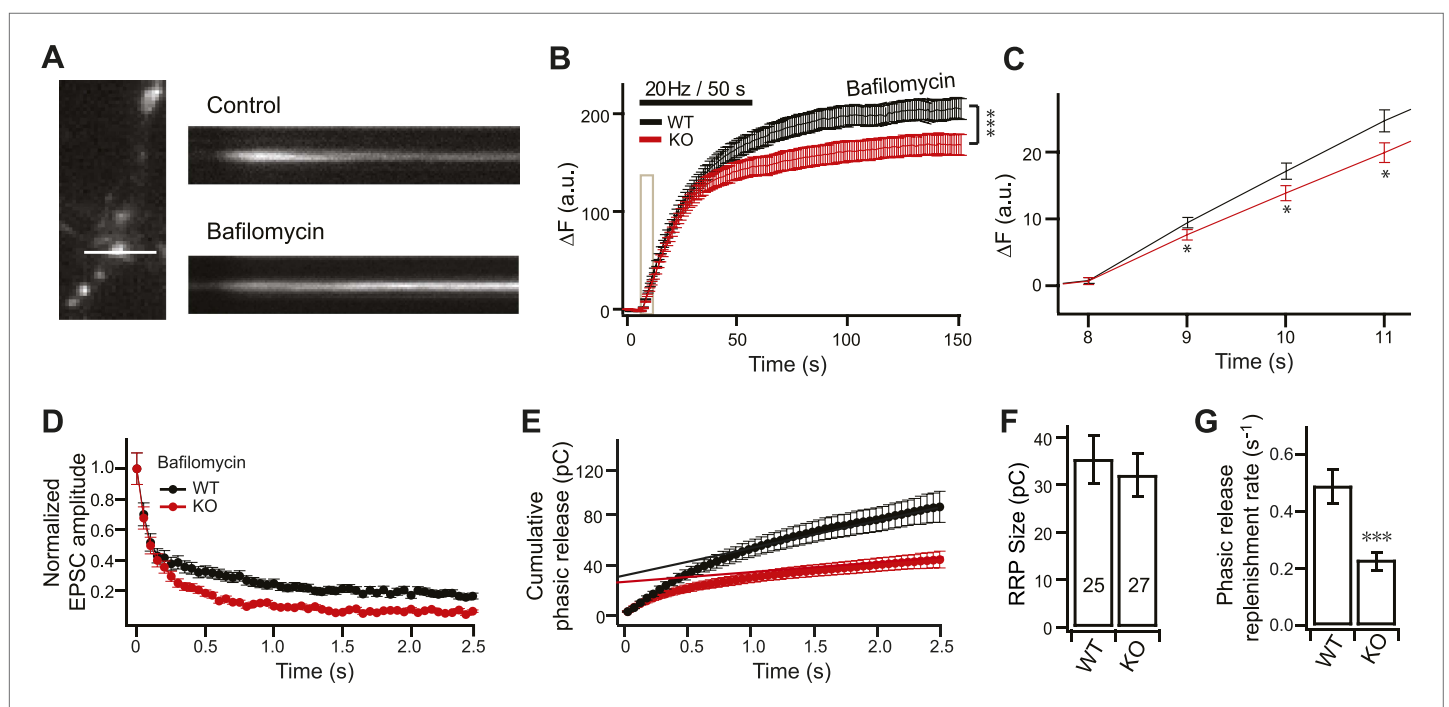 A
Control
Bafilomycin
B
20Hz / 50 s
Bafilomycin
WT
KO
***
200
100
0
ΔF (a.u.)
0 50 100 150
Time (s)
C
20
10
0
ΔF (a.u.)
* * *
8 9 10 11
Time (s)
D
Bafilomycin
WT
KO
1.0
0.8
0.6
0.4
0.2
Normalized
EPSC amplitude
0.0 0.5 1.0 1.5 2.0 2.5
Time (s)
E
120
80
40
0
Cumulative
phasic release (pC)
0 0.5 1.0 1.5 2.0 2.5
Time (s)
F
40
30
20
10
0
RRP Size (pC)
25 27
WT KO
G
0.6
0.4
0.2
0.0
Phasic release
replenishment rate (s-1)
***
WT KO